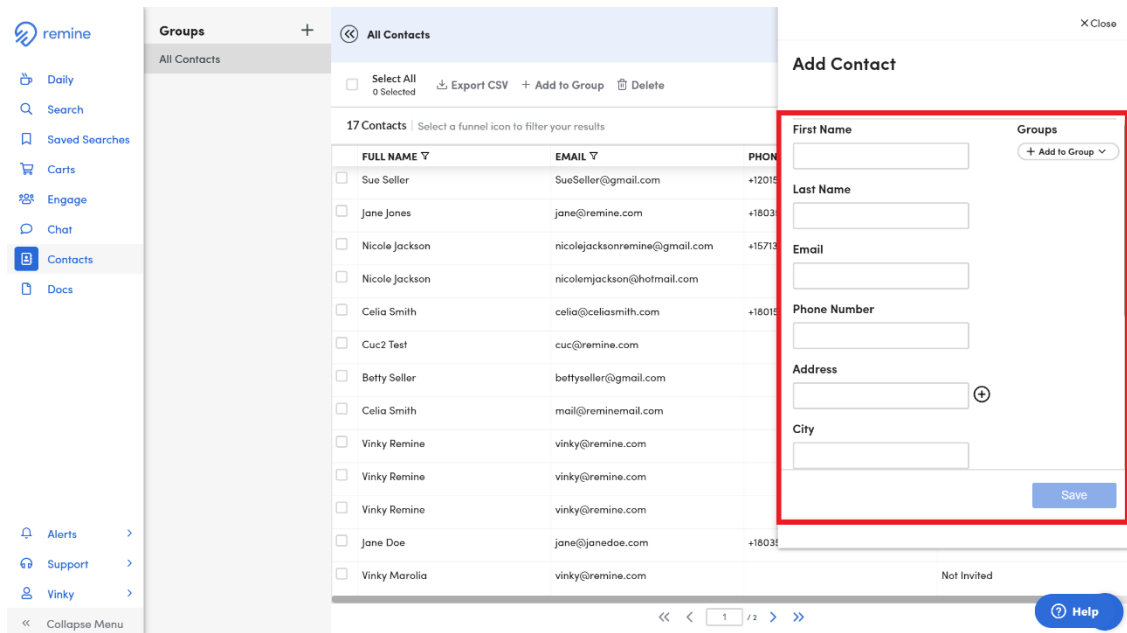 remine
Daily
Search
Saved Searches
Carts
Engage
Chat
Contacts
Docs
Alerts
Support
Vinky
Collapse Menu
Groups
All Contacts
All Contacts
Select All
0 Selected
Export CSV
Add to Group
Delete
17 Contacts Select a funnel icon to filter your results
FULL NAME EMAIL PHON
Sue Seller SueSeller@gmail.com +12015
Jane Jones jane@remine.com +1803
Nicole Jackson nicolejacksonremine@gmail.com +15713
Nicole Jackson nicolemjackson@hotmail.com
Celia Smith celia@celiasmith.com +18015
Cuc2 Test cuc@remine.com
Betty Seller bettyseller@gmail.com
Celia Smith mail@reminemail.com
Vinky Remine vinky@remine.com
Vinky Remine vinky@remine.com
Vinky Remine vinky@remine.com
Jane Doe jane@janedoe.com +1803
Vinky Marolia vinky@remine.com Not Invited
1 / 2
Close
Add Contact
First Name
Groups
+ Add to Group
Last Name
Email
Phone Number
Address
City
Save
Help